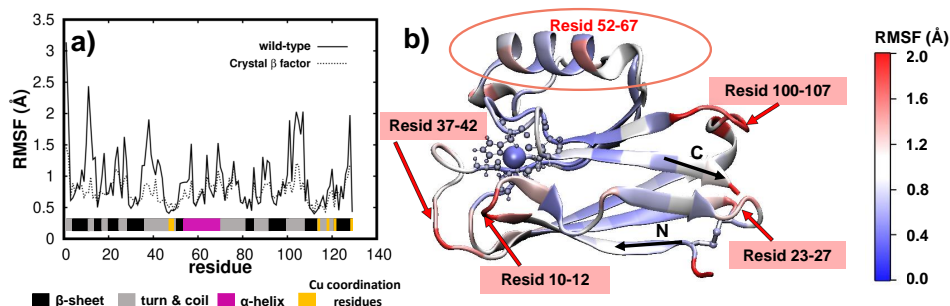 a)
wild-type
Crystal β factor
RMSF (Å)
3.5
3
2.5
2
1.5
1
0.5
0
0 20 40 60 80 100 120 140
residue
β-sheet
turn & coil
α-helix
Cu coordination
residues
b)
Resid 52-67
Resid 100-107
Resid 37-42
C
N
Resid 10-12
Resid 23-27
RMSF (Å)
2.0
1.6
1.2
0.8
0.4
0.0